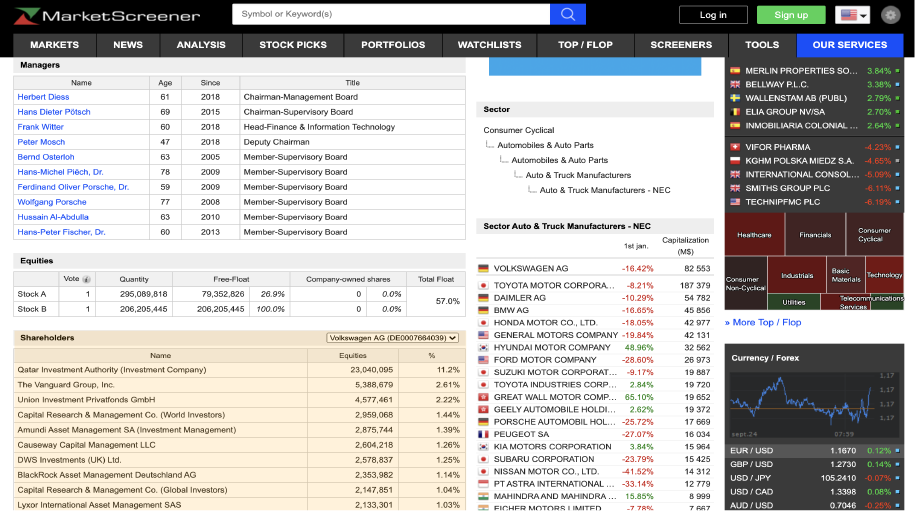 MarketScreener
Symbol or Keyword(s)
Log in
Sign up
MARKETS NEWS ANALYSIS STOCK PICKS PORTFOLIOS WATCHLISTS TOP / FLOP SCREENERS TOOLS OUR SERVICES
Managers
Name Age Since Title
Herbert Diess 61 2018 Chairman-Management Board
Hans Dieter Pötsch 69 2015 Chairman-Supervisory Board
Frank Witter 60 2018 Head-Finance & Information Technology
Peter Mosch 47 2018 Deputy Chairman
Bernd Osterloh 63 2005 Member-Supervisory Board
Hans-Michel Piëch, Dr. 78 2009 Member-Supervisory Board
Ferdinand Oliver Porsche, Dr. 59 2009 Member-Supervisory Board
Wolfgang Porsche 77 2008 Member-Supervisory Board
Hussain Al-Abdulla 63 2010 Member-Supervisory Board
Hans-Peter Fischer, Dr. 60 2013 Member-Supervisory Board
Equities
Vote Quantity Free-Float Company-owned shares Total Float
Stock A 1 295,089,818 79,352,826 26.9% 0 0.0% 57.0%
Stock B 1 206,205,445 206,205,445 100.0% 0 0.0%
Shareholders
Volkswagen AG (DE0007664039)
Name Equities %
Qatar Investment Authority (Investment Company) 23,040,095 11.2%
The Vanguard Group, Inc. 5,388,679 2.61%
Union Investment Privatfonds GmbH 4,577,461 2.22%
Capital Research & Management Co. (World Investors) 2,959,068 1.44%
Amundi Asset Management SA (Investment Management) 2,875,744 1.39%
Causeway Capital Management LLC 2,604,218 1.26%
DWS Investments (UK) Ltd. 2,578,837 1.25%
BlackRock Asset Management Deutschland AG 2,353,982 1.14%
Capital Research & Management Co. (Global Investors) 2,147,851 1.04%
Lyxor International Asset Management SAS 2,133,301 1.03%
Sector
Consumer Cyclical
Automobiles & Auto Parts
Automobiles & Auto Parts
Auto & Truck Manufacturers
Auto & Truck Manufacturers - NEC
Sector Auto & Truck Manufacturers - NEC
1st jan. Capitalization (M$)
VOLKSWAGEN AG -16.42% 82 553
TOYOTA MOTOR CORPORA... -8.21% 187 379
DAIMLER AG -10.29% 54 782
BMW AG -16.65% 45 856
HONDA MOTOR CO., LTD. -18.05% 42 977
GENERAL MOTORS COMPANY -19.84% 42 131
HYUNDAI MOTOR COMPANY 48.96% 32 562
FORD MOTOR COMPANY -28.60% 26 973
SUZUKI MOTOR CORPORAT... -9.17% 19 887
TOYOTA INDUSTRIES CORP... 2.84% 19 720
GREAT WALL MOTOR COMP... 65.10% 19 652
GEELY AUTOMOBILE HOLDI... 2.62% 19 372
PORSCHE AUTOMOBIL HOL... -25.72% 17 669
PEUGEOT SA -27.07% 16 034
KIA MOTORS CORPORATION 3.84% 15 964
SUBARU CORPORATION -23.79% 15 425
NISSAN MOTOR CO., LTD. -41.52% 14 312
PT ASTRA INTERNATIONAL ... -33.14% 12 779
MAHINDRA AND MAHINDRA ... 15.85% 8 999
EICHER MOTORS LIMITED -7.78% 7 667
MERLIN PROPERTIES SO... 3.84%
BELLWAY P.L.C. 3.38%
WALLENSTAM AB (PUBL) 2.79%
ELIA GROUP NV/SA 2.70%
INMOBILIARIA COLONIAL ... 2.64%
VIFOR PHARMA -4.23%
KGHM POLSKA MIEDZ S.A. -4.65%
INTERNATIONAL CONSOL... -5.09%
SMITHS GROUP PLC -6.11%
TECHNIPFMC PLC -6.19%
Healthcare
Financials
Consumer Cyclical
Consumer Non-Cyclical
Industrials
Basic Materials
Technology
Utilities
Telecommunications Services
» More Top / Flop
Currency / Forex
1.17
1.17
1.17
1.17
sept.24 07:59
EUR / USD 1.1670 0.12%
GBP / USD 1.2730 0.14%
USD / JPY 105.2410 -0.07%
USD / CAD 1.3398 0.08%
AUD / USD 0.7046 -0.25%